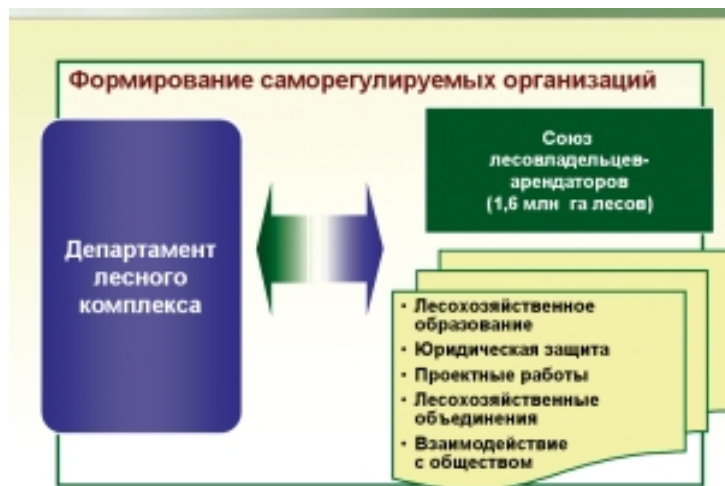 Формирование саморегулируемых организаций
Департамент
лесного
комплекса
Союз
лесовладельцев-
арендаторов
(1,6 млн га лесов)
• Лесохозяйственное
образование
• Юридическая защита
• Проектные работы
• Лесохозяйственные
объединения
• Взаимодействие
с обществом